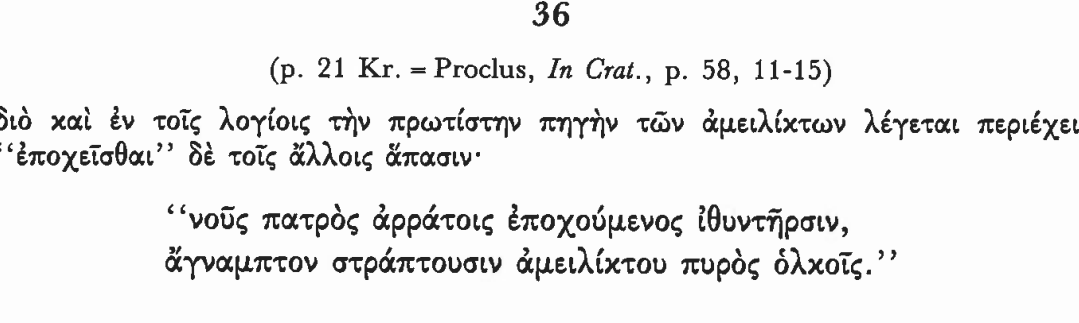 36
(p. 21 Kr. = Proclus, In Crat., p. 58, 11-15)
διὸ καὶ ἐν τοῖς λογίοις τὴν πρωτίστην πηγὴν τῶν ἀμειλίκτων λέγεται περιέχει
‘‘ἐποχεῖσθαι’’ δὲ τοῖς ἄλλοις ἅπασιν·
‘‘νοῦς πατρὸς ἀρράτοις ἐποχούμενος ἰθυντῆρσιν,
ἄγναμπτον στράπτουσιν ἀμειλίκτου πυρὸς ὁλκοῖς.’’